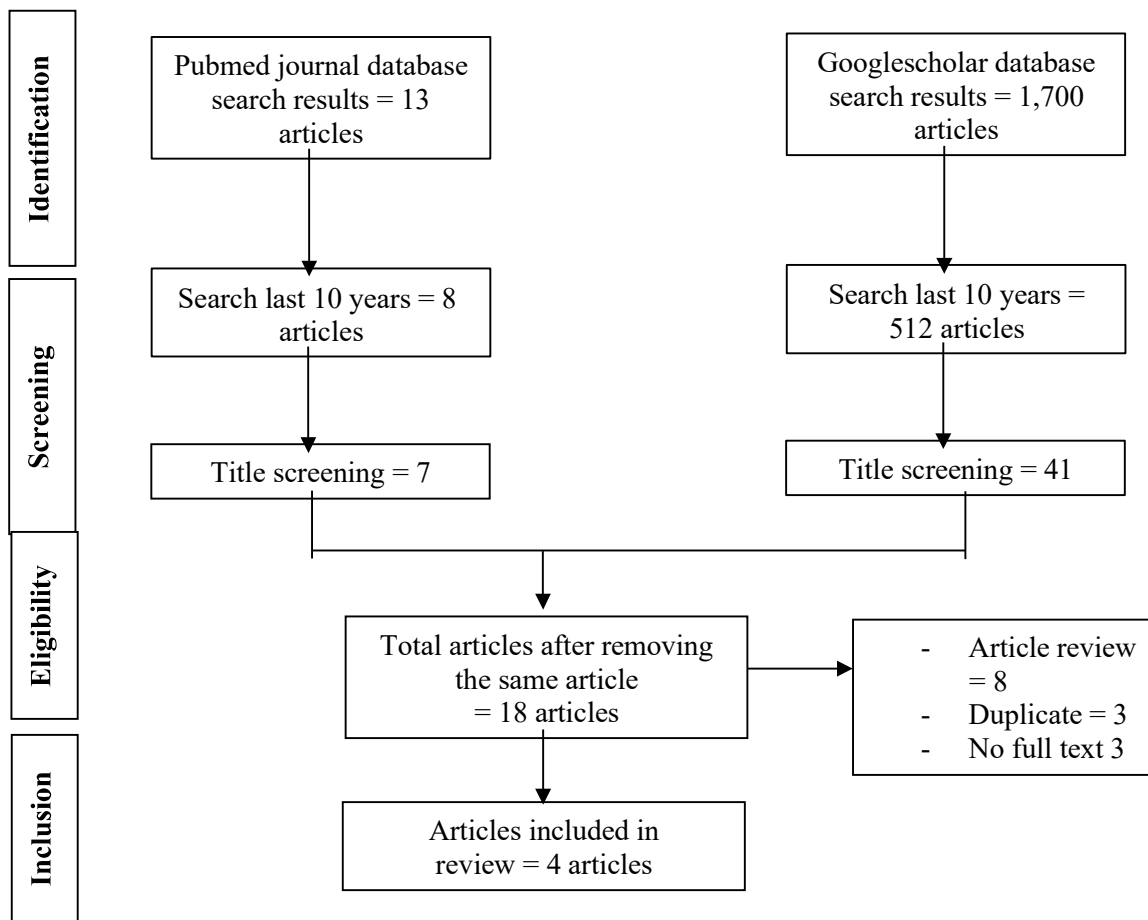 Identification
Pubmed journal database
search results = 13
articles
Googlescholar database
search results = 1,700
articles
Screening
Search last 10 years = 8
articles
Search last 10 years =
512 articles
Title screening = 7
Title screening = 41
Eligibility
Total articles after removing
the same article
= 18 articles
- Article review
= 8
- Duplicate = 3
- No full text 3
Inclusion
Articles included in
review = 4 articles